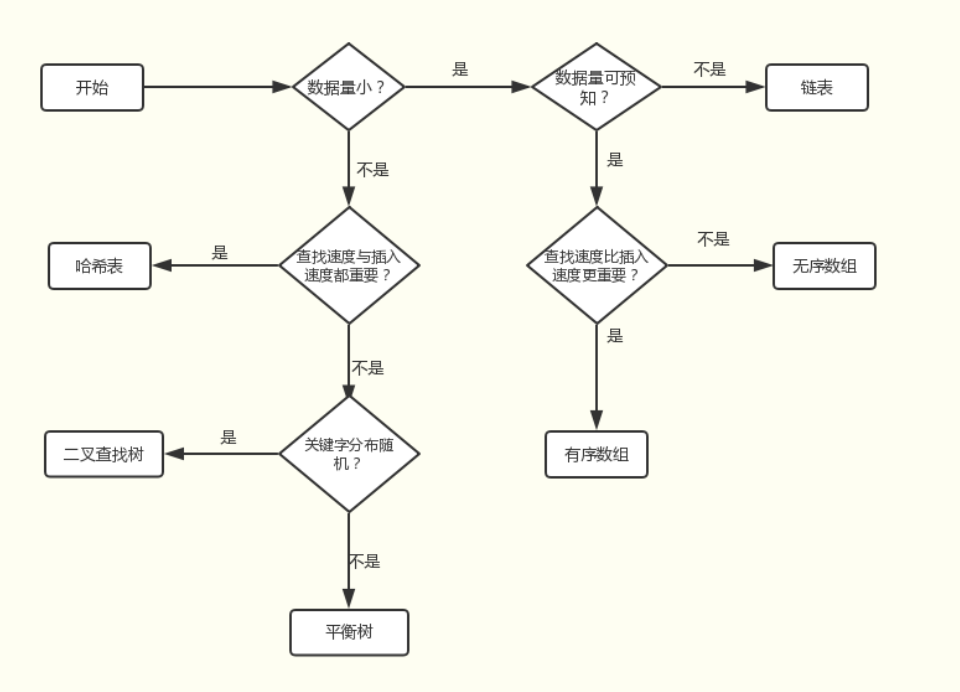 开始
数据量小？
是
数据量可预
知？
不是
链表
不是
是
哈希表
是
查找速度与插入
速度都重要？
查找速度比插入
速度更重要？
不是
无序数组
不是
是
二叉查找树
是
关键字分布随
机？
有序数组
不是
平衡树